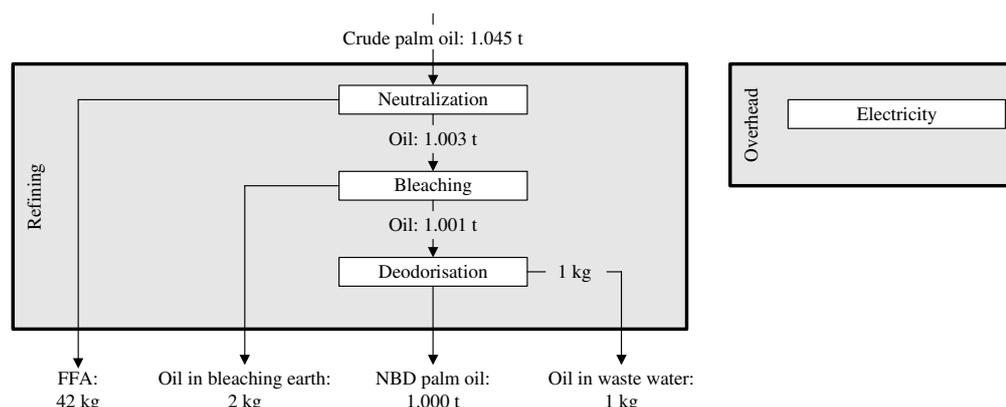 Crude palm oil: 1.045 t
Neutralization
Oil: 1.003 t
Bleaching
Oil: 1.001 t
Deodorisation
1 kg
Refining
Overhead
Electricity
FFA:
42 kg
Oil in bleaching earth:
2 kg
NBD palm oil:
1.000 t
Oil in waste water:
1 kg